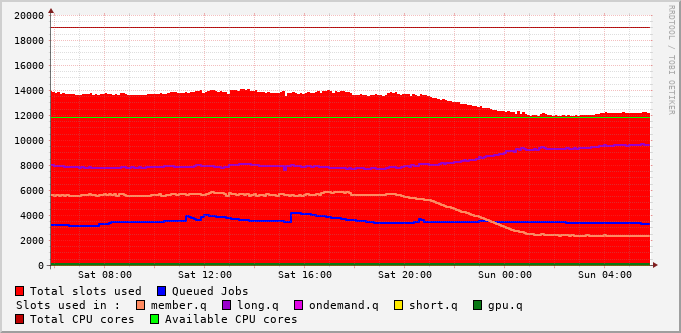 20000
18000
16000
14000
12000
10000
8000
6000
4000
2000
0
Sat 08:00 Sat 12:00 Sat 16:00 Sat 20:00 Sun 00:00 Sun 04:00
Total slots used Queued Jobs
Slots used in : member.q long.q ondemand.q short.q gpu.q
Total CPU cores Available CPU cores
RRDTOOL / TOBI OETIKER